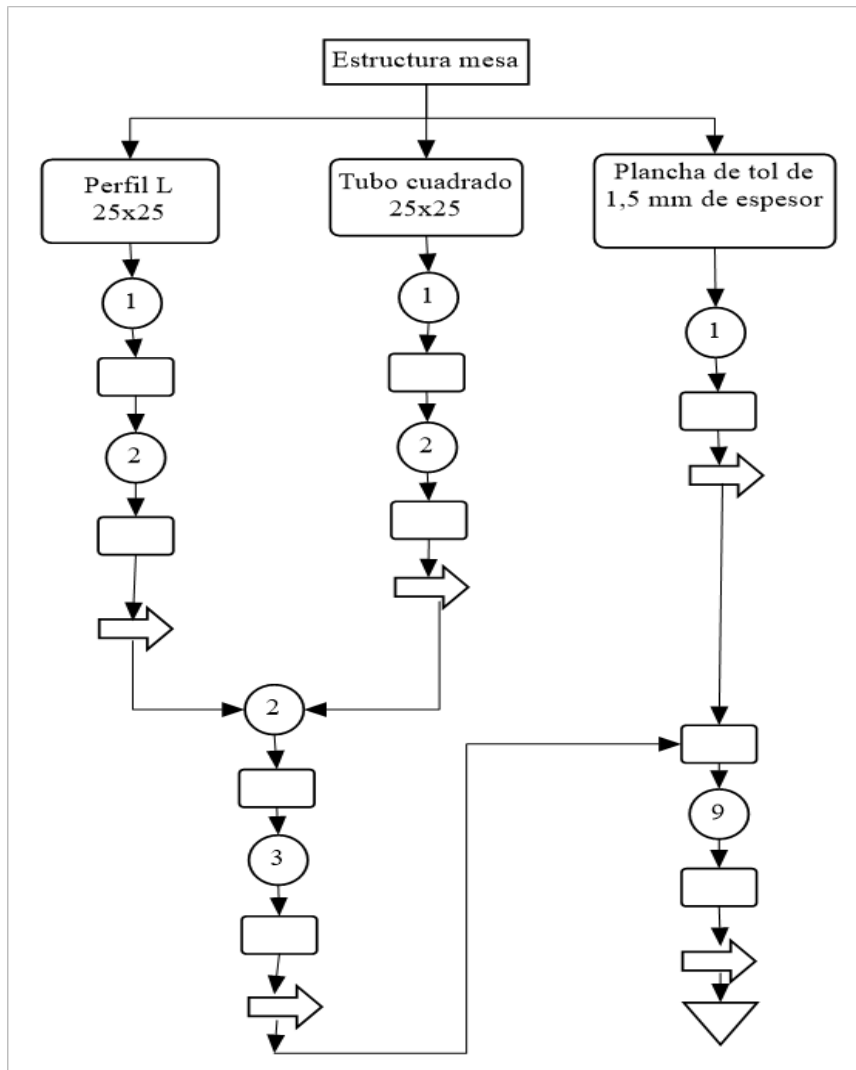 Estructura mesa
Perfil L
25x25
Tubo cuadrado
25x25
Plancha de tol de
1,5 mm de espesor
1
1
1
2
2
2
3
9